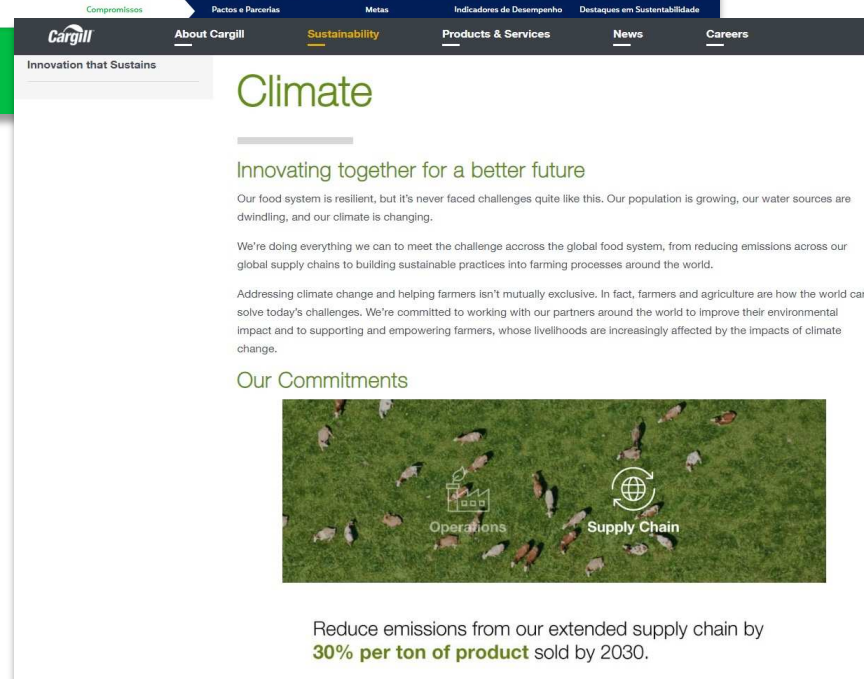 Compromissos Pactos e Parcerias Metas Indicadores de Desempenho Destaques em Sustentabilidade
Cargill About Cargill Sustainability Products & Services News Careers
Innovation that Sustains
Climate
Innovating together for a better future
Our food system is resilient, but it's never faced challenges quite like this. Our population is growing, our water sources are
dwindling, and our climate is changing.
We're doing everything we can to meet the challenge accross the global food system, from reducing emissions across our
global supply chains to building sustainable practices into farming processes around the world.
Addressing climate change and helping farmers isn't mutually exclusive. In fact, farmers and agriculture are how the world can
solve today's challenges. We're committed to working with our partners around the world to improve their environmental
impact and to supporting and empowering farmers, whose livelihoods are increasingly affected by the impacts of climate
change.
Our Commitments
Operations Supply Chain
Reduce emissions from our extended supply chain by
30% per ton of product sold by 2030.